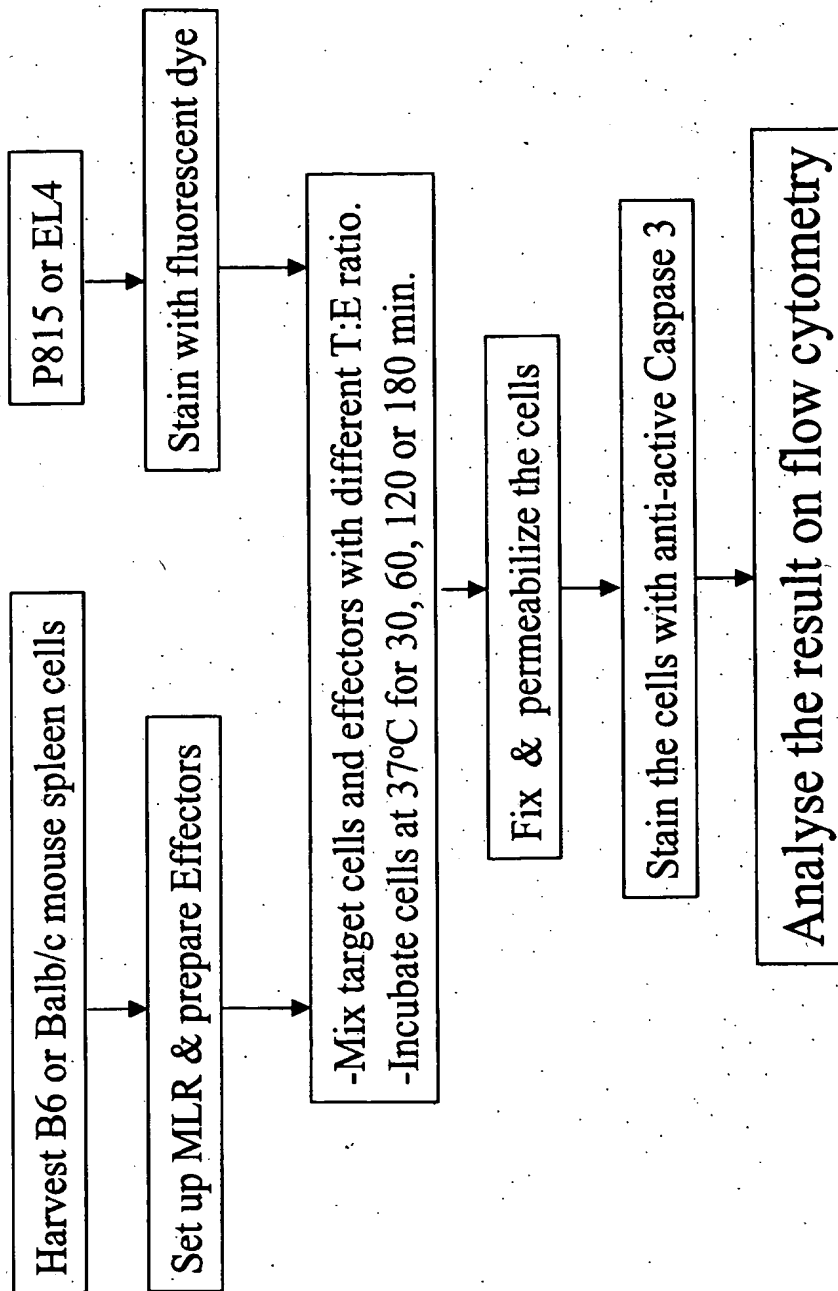 Harvest B6 or Balb/c mouse spleen cells
P815 or EL4
Set up MLR & prepare Effectors
Stain with fluorescent dye
-Mix target cells and effectors with different T:E ratio.
-Incubate cells at 37ºC for 30, 60, 120 or 180 min.
Fix & permeabilize the cells
Stain the cells with anti-active Caspase 3
Analyse the result on flow cytometry